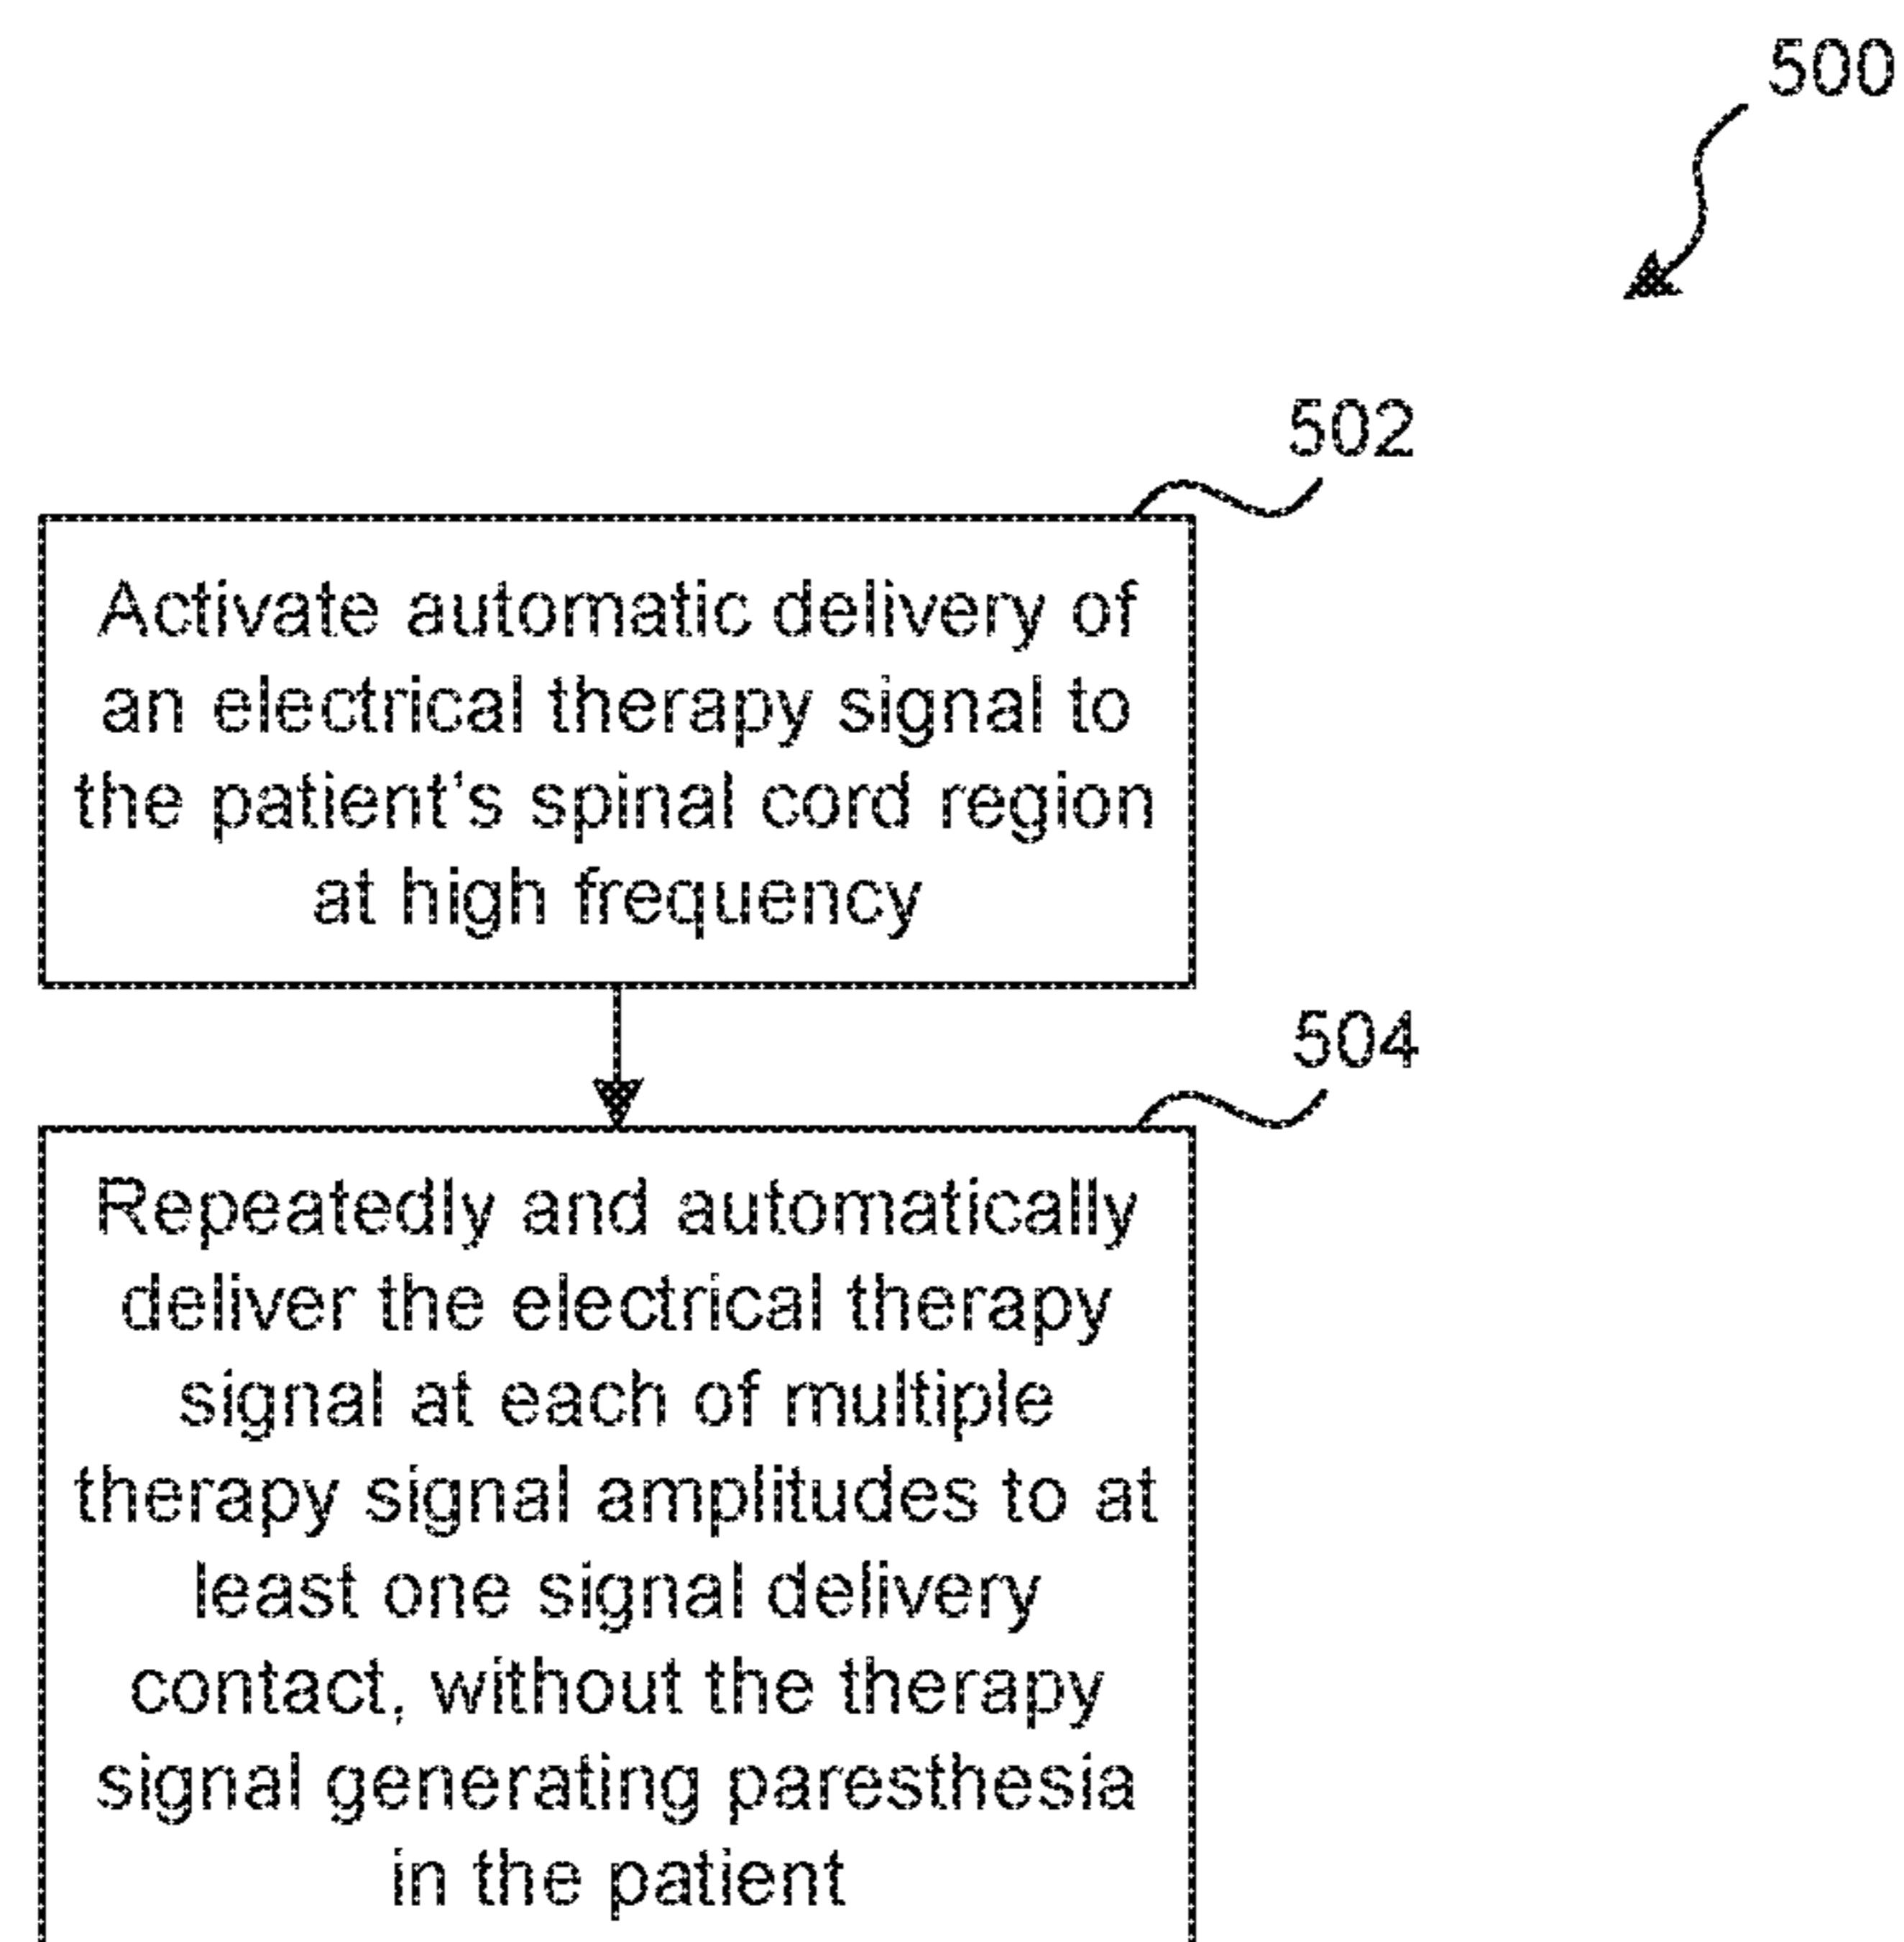 500
502
Activate automatic delivery of
an electrical therapy signal to
the patient's spinal cord region
at high frequency
504
Repeatedly and automatically
deliver the electrical therapy
signal at each of multiple
therapy signal amplitudes to at
least one signal delivery
contact, without the therapy
signal generating paresthesia
in the patient